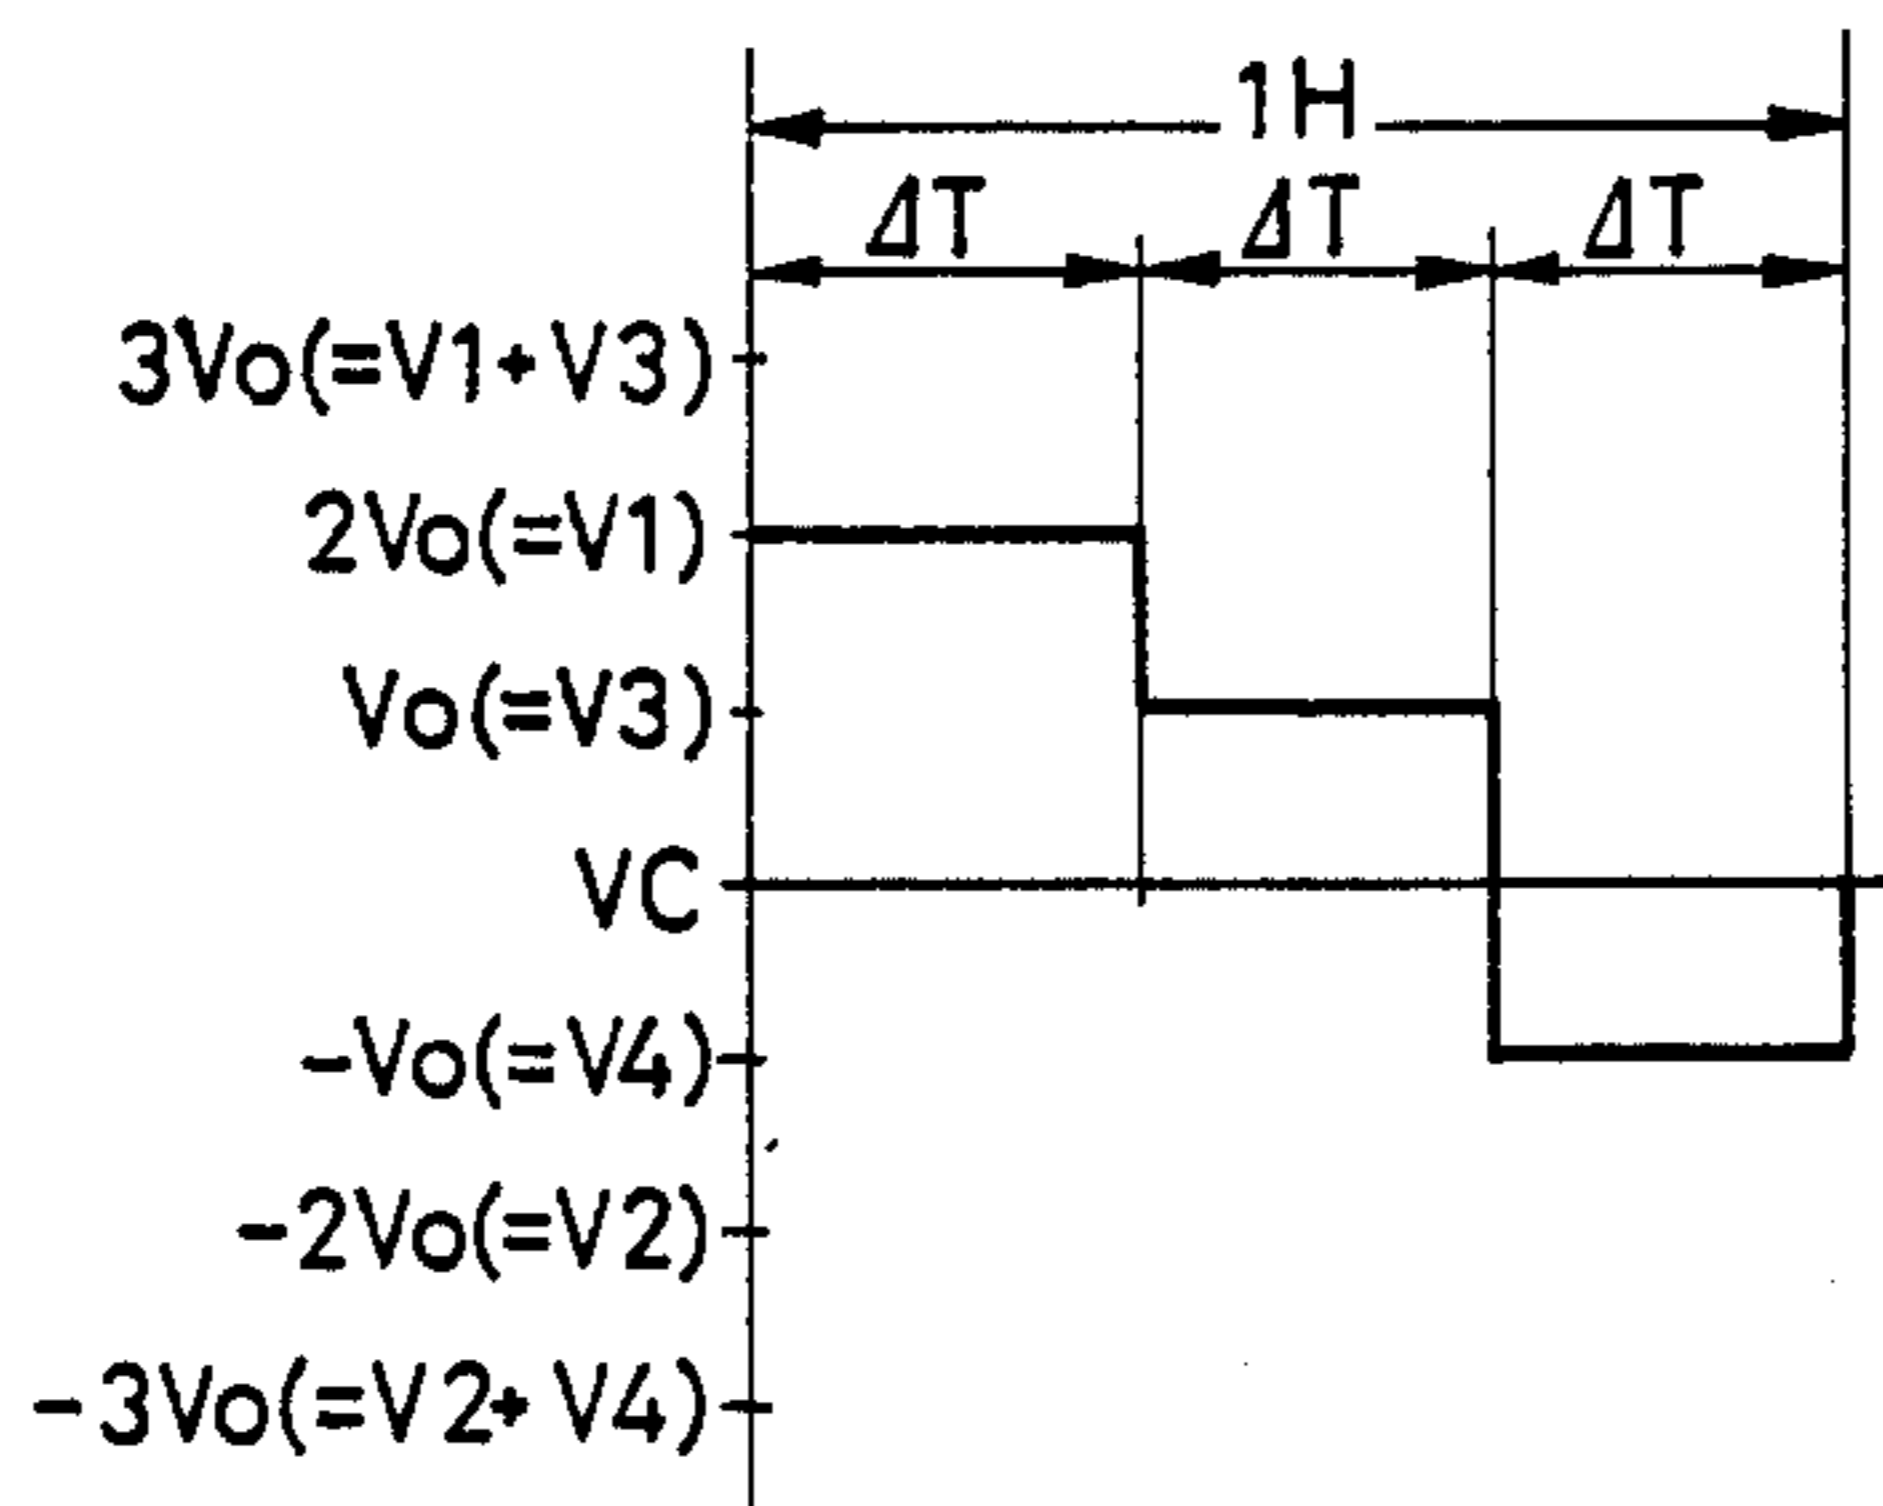 1H
ΔT ΔT ΔT
3Vo(=V1+V3)
2Vo(=V1)
Vo(=V3)
VC
-Vo(=V4)
-2Vo(=V2)
-3Vo(=V2+V4)